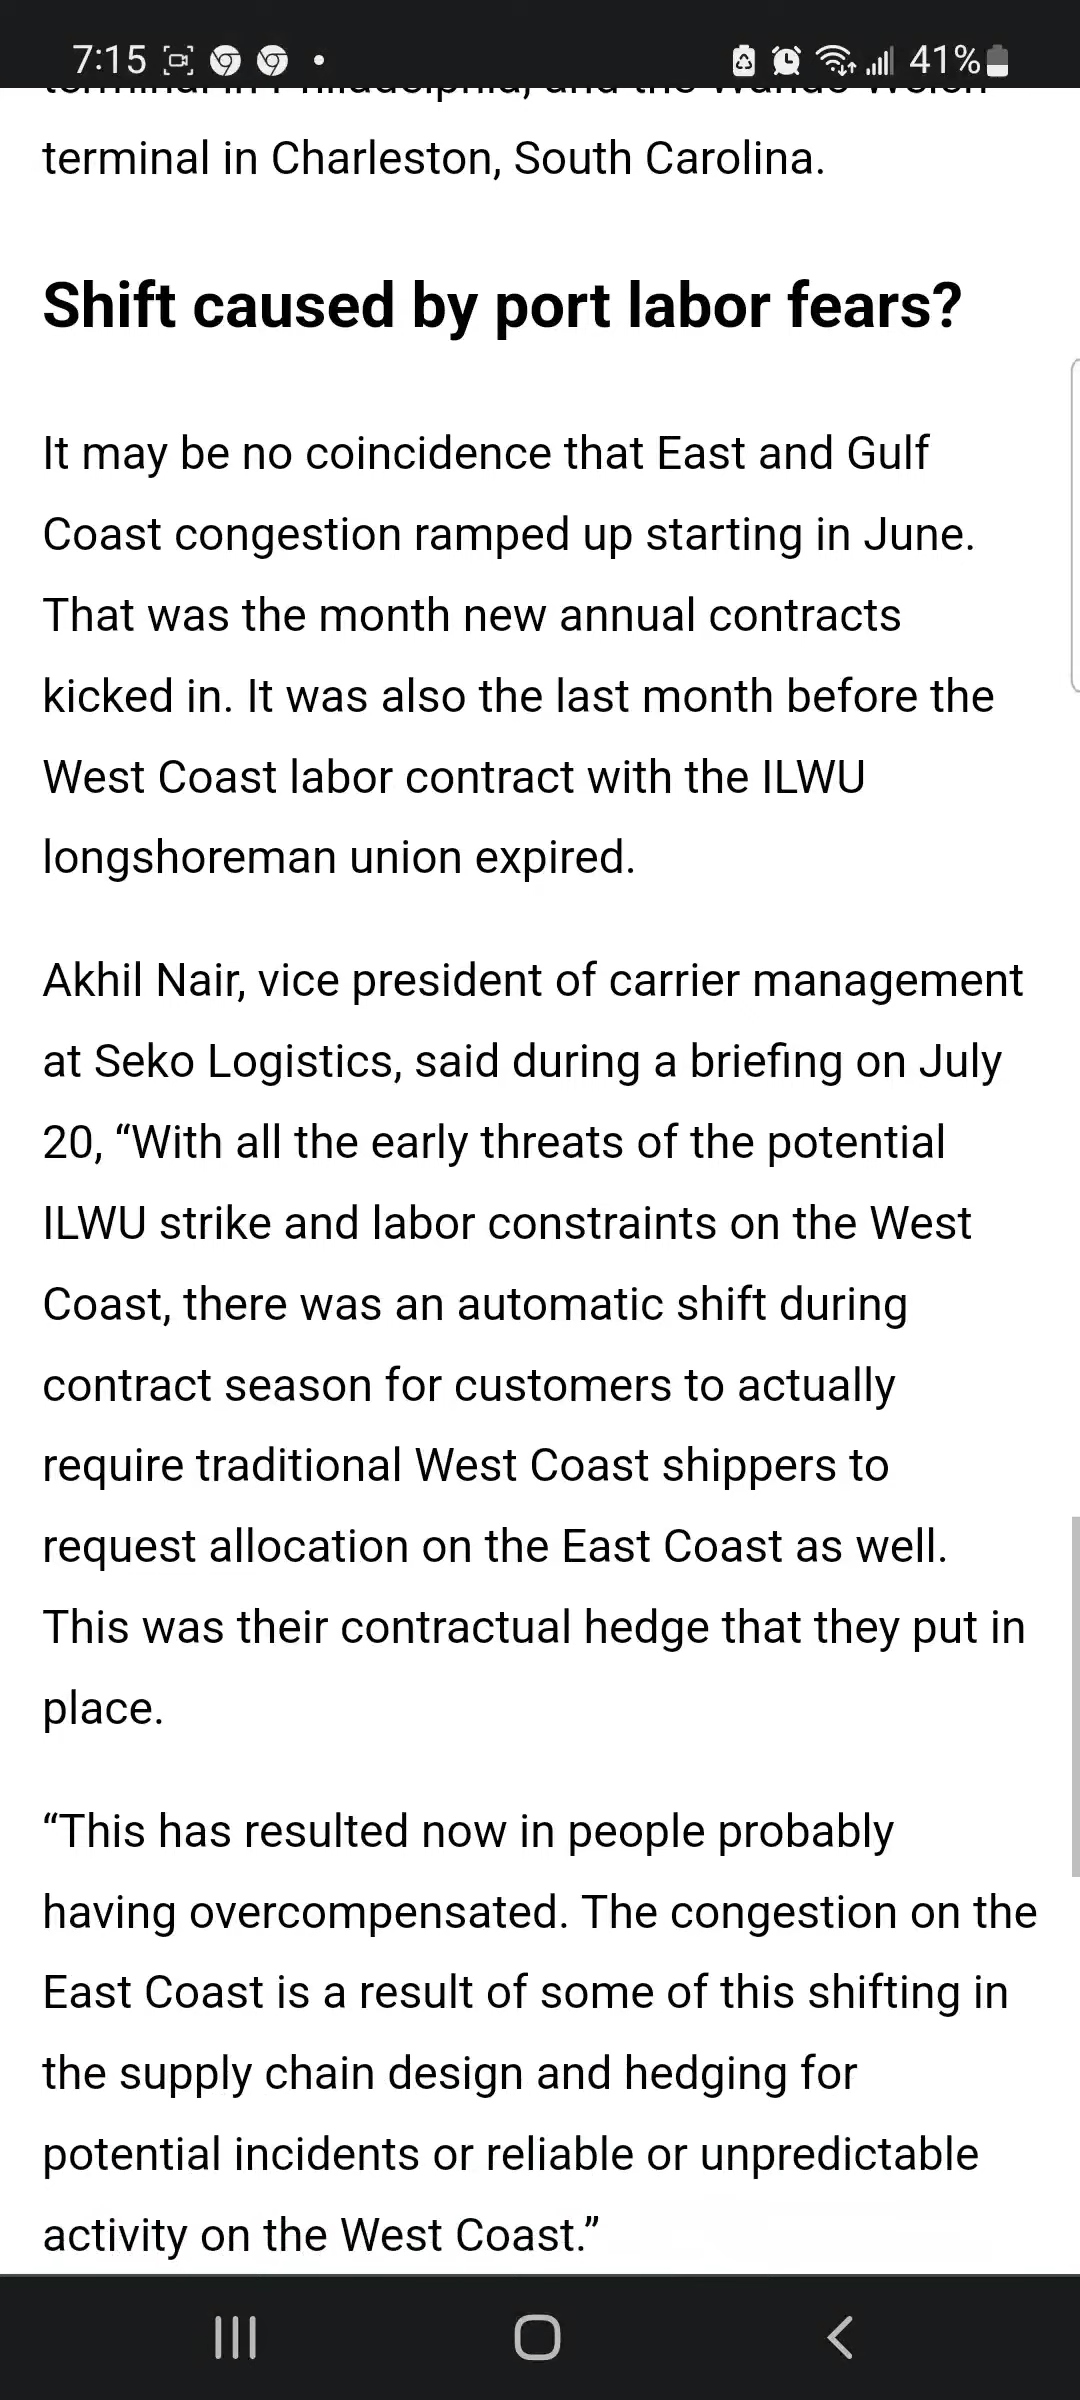 7:15
41%
terminal in Philadelphia, and the Wando Welch
terminal in Charleston, South Carolina.
Shift caused by port labor fears?
It may be no coincidence that East and Gulf
Coast congestion ramped up starting in June.
That was the month new annual contracts
kicked in. It was also the last month before the
West Coast labor contract with the ILWU
longshoreman union expired.
Akhil Nair, vice president of carrier management
at Seko Logistics, said during a briefing on July
20, “With all the early threats of the potential
ILWU strike and labor constraints on the West
Coast, there was an automatic shift during
contract season for customers to actually
require traditional West Coast shippers to
request allocation on the East Coast as well.
This was their contractual hedge that they put in
place.
“This has resulted now in people probably
having overcompensated. The congestion on the
East Coast is a result of some of this shifting in
the supply chain design and hedging for
potential incidents or reliable or unpredictable
activity on the West Coast.”